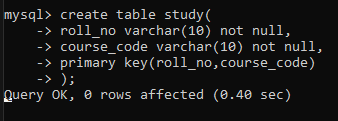 mysql> create table study(
    -> roll_no varchar(10) not null,
    -> course_code varchar(10) not null,
    -> primary key(roll_no,course_code)
    -> );
Query OK, 0 rows affected (0.40 sec)